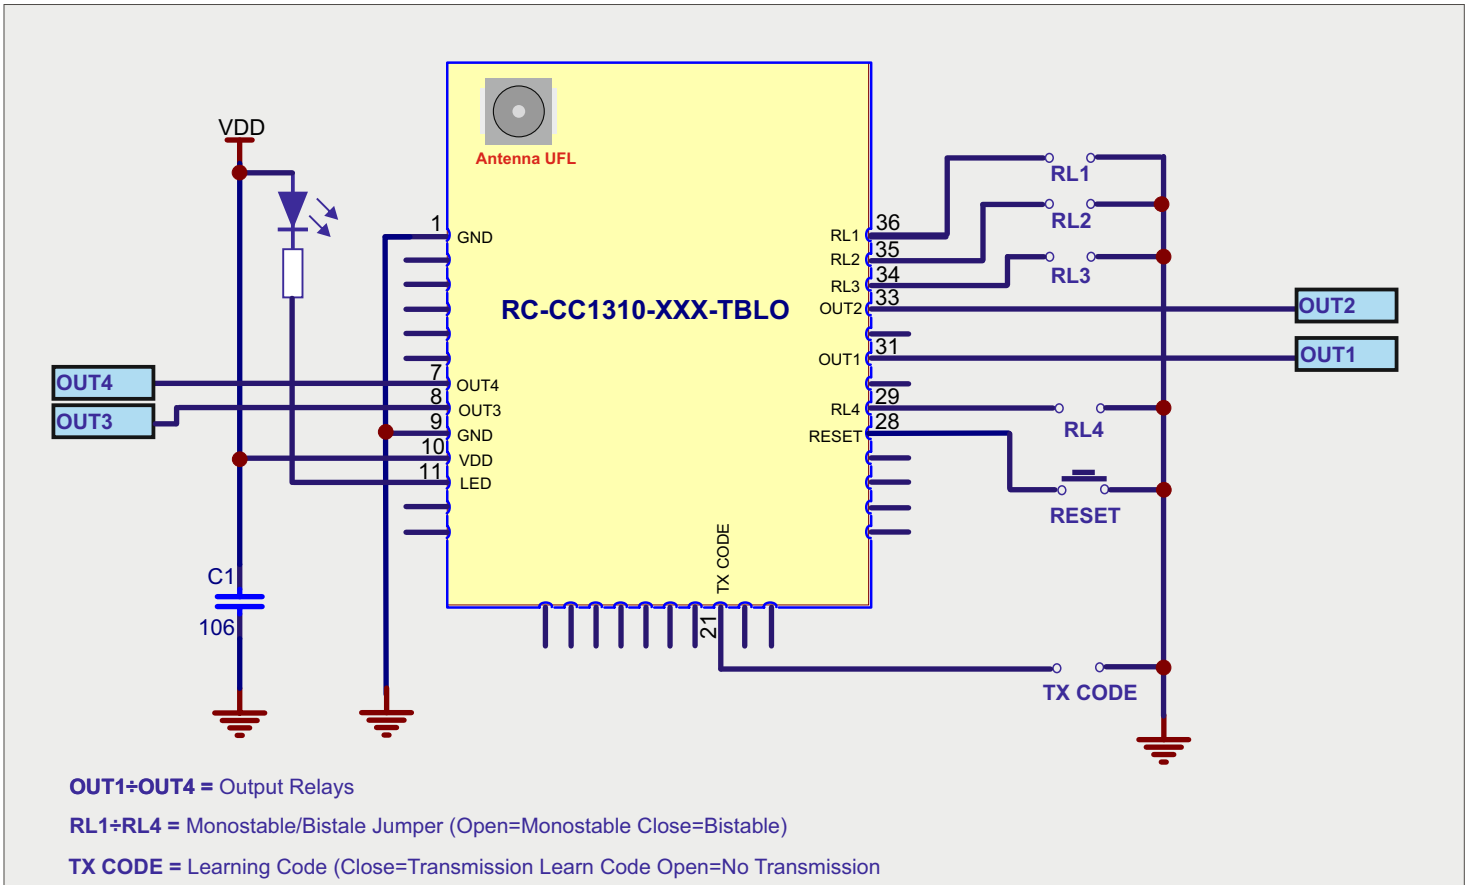 VDD
Antenna UFL
RC-CC1310-XXX-TBLO
1 GND
7 OUT4
8 OUT3
9 GND
10 VDD
11 LED
OUT4
OUT3
C1
106
RL1 36
RL2 35
RL3 34
OUT2 33
OUT1 31
RL4 29
RESET 28
TX CODE
21
RL1
RL2
RL3
OUT2
OUT1
RL4
RESET
TX CODE
OUT1÷OUT4 = Output Relays
RL1÷RL4 = Monostable/Bistale Jumper (Open=Monostable Close=Bistable)
TX CODE = Learning Code (Close=Transmission Learn Code Open=No Transmission